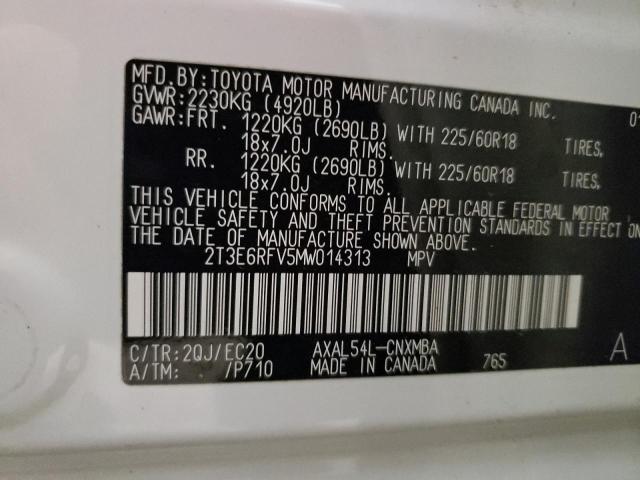 MFD.BY:TOYOTA MOTOR MANUFACTURING CANADA INC. 01
GVWR:2230KG (4920LB)
GAWR:FRT. 1220KG (2690LB) WITH 225/60R18 TIRES,
18x7.0J RIMS.
RR. 1220KG (2690LB) WITH 225/60R18 TIRES,
18x7.0J RIMS.
THIS VEHICLE CONFORMS TO ALL APPLICABLE FEDERAL MOTOR
VEHICLE SAFETY AND THEFT PREVENTION STANDARDS IN EFFECT ON
THE DATE OF MANUFACTURE SHOWN ABOVE.
2T3E6RFV5MW014313 MPV
C/TR:2QJ/EC20 AXAL54L-CNXMBA A
A/TM: /P710 MADE IN CANADA 765